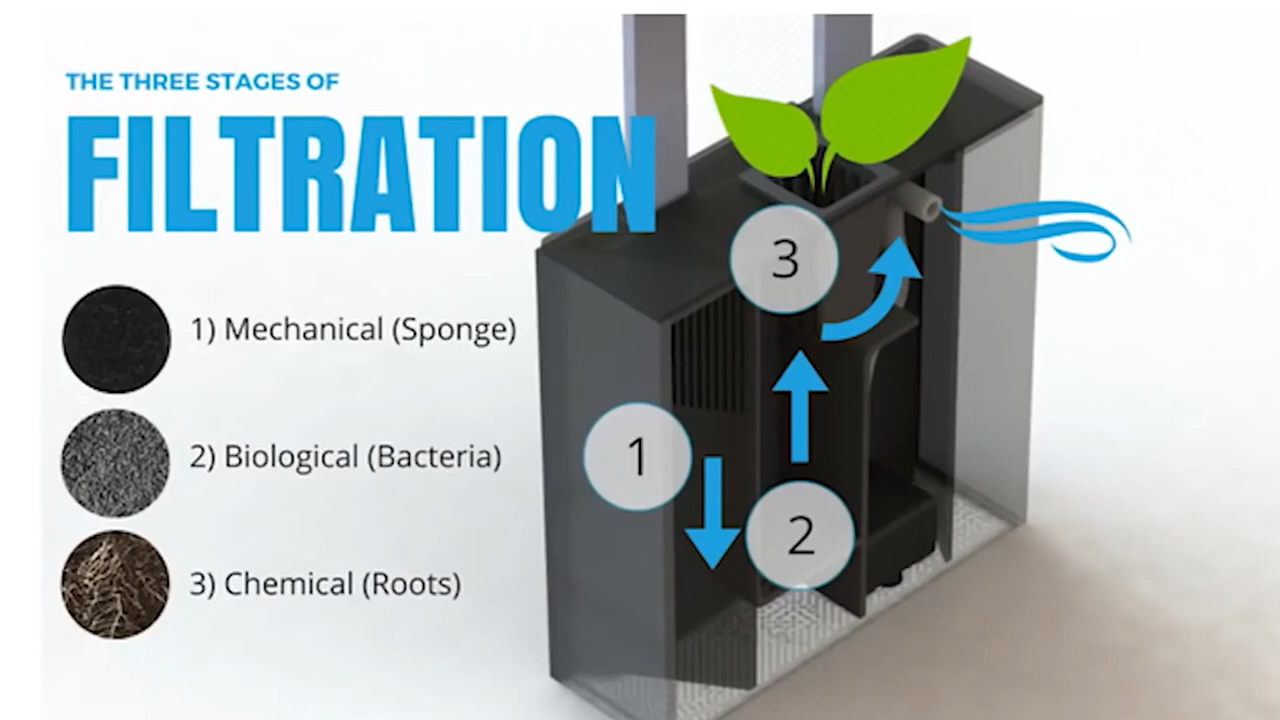 THE THREE STAGES OF
FILTRATION
1) Mechanical (Sponge)
2) Biological (Bacteria)
3) Chemical (Roots)
3
1
2